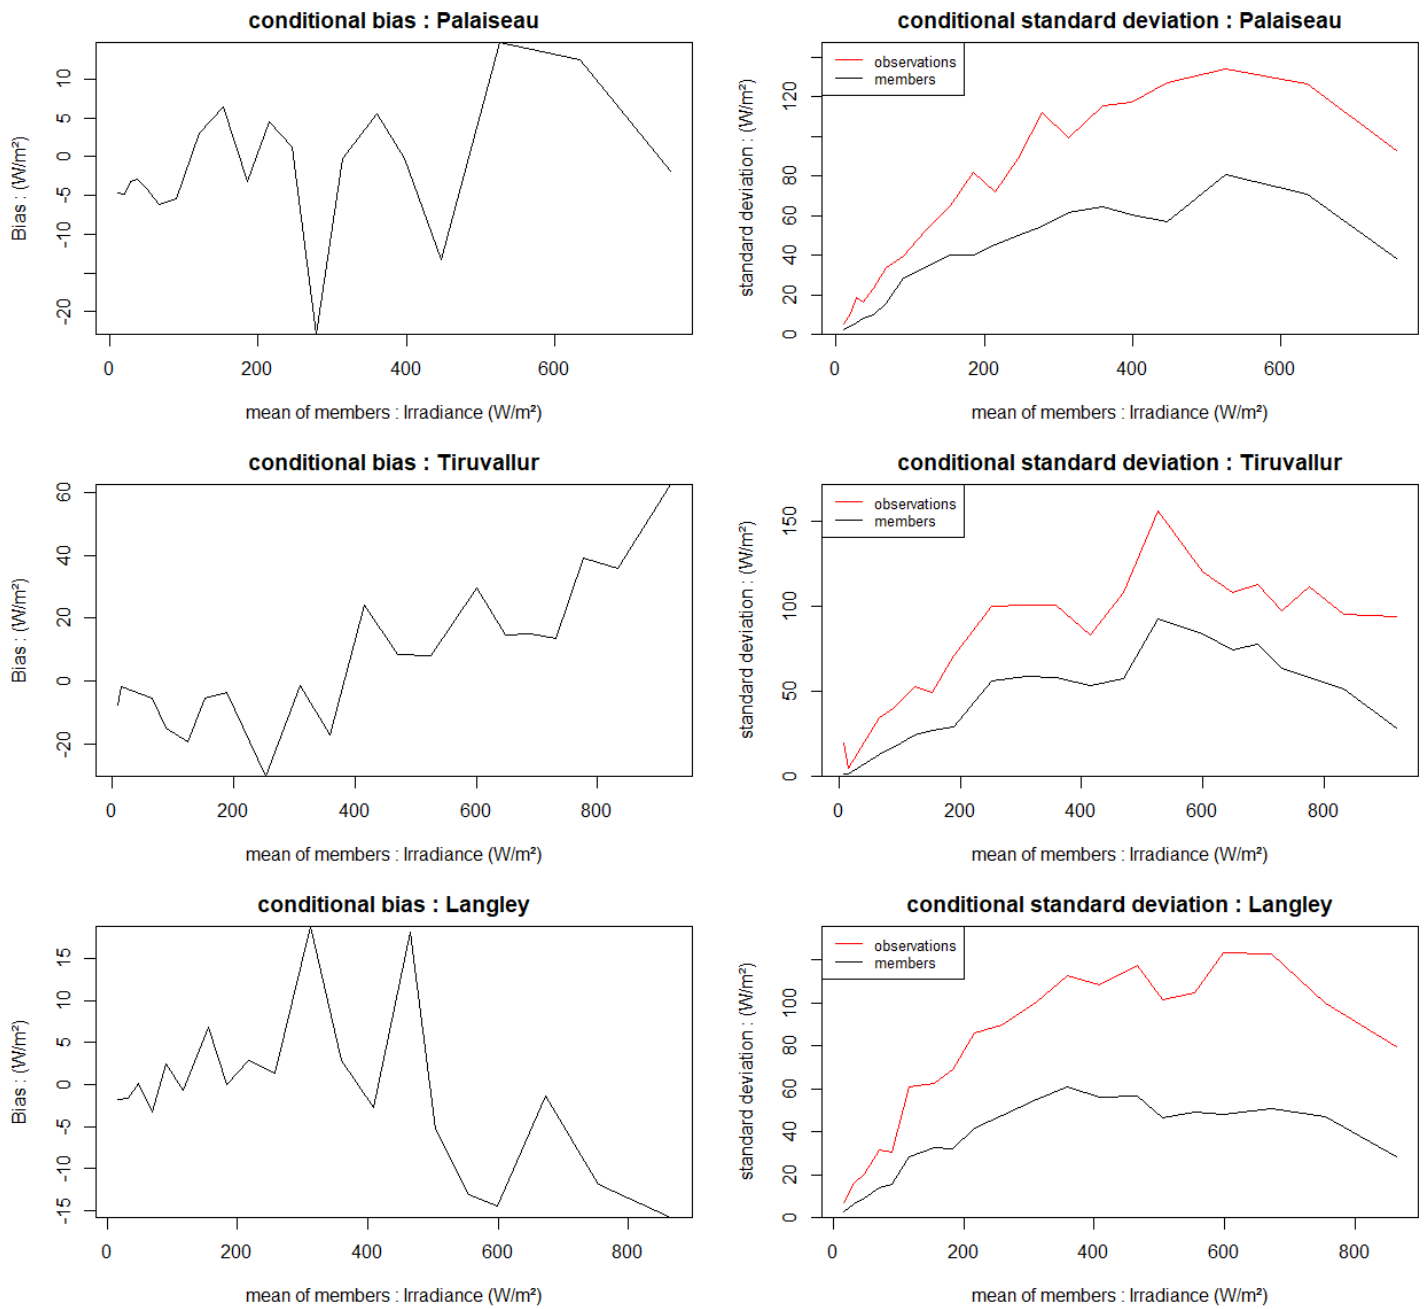 conditional bias : Palaiseau
Bias : (W/m²)
10
5
0
-5
-10
-20
0 200 400 600
mean of members : Irradiance (W/m²)
conditional standard deviation : Palaiseau
observations
members
standard deviation : (W/m²)
120
80
60
40
20
0
0 200 400 600
mean of members : Irradiance (W/m²)
conditional bias : Tiruvallur
Bias : (W/m²)
60
40
20
0
-20
0 200 400 600 800
mean of members : Irradiance (W/m²)
conditional standard deviation : Tiruvallur
observations
members
standard deviation : (W/m²)
150
100
50
0
0 200 400 600 800
mean of members : Irradiance (W/m²)
conditional bias : Langley
Bias : (W/m²)
15
10
5
0
-5
-10
-15
0 200 400 600 800
mean of members : Irradiance (W/m²)
conditional standard deviation : Langley
observations
members
standard deviation : (W/m²)
100
80
60
40
20
0
0 200 400 600 800
mean of members : Irradiance (W/m²)